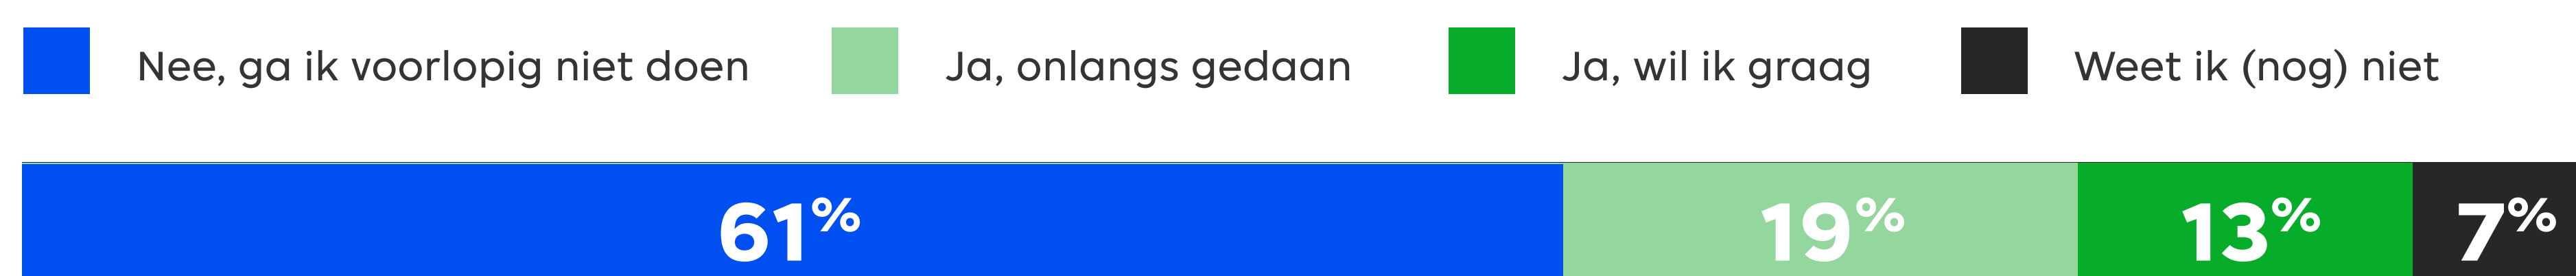 Nee, ga ik voorlopig niet doen Ja, onlangs gedaan Ja, wil ik graag Weet ik (nog) niet
61% 19% 13% 7%